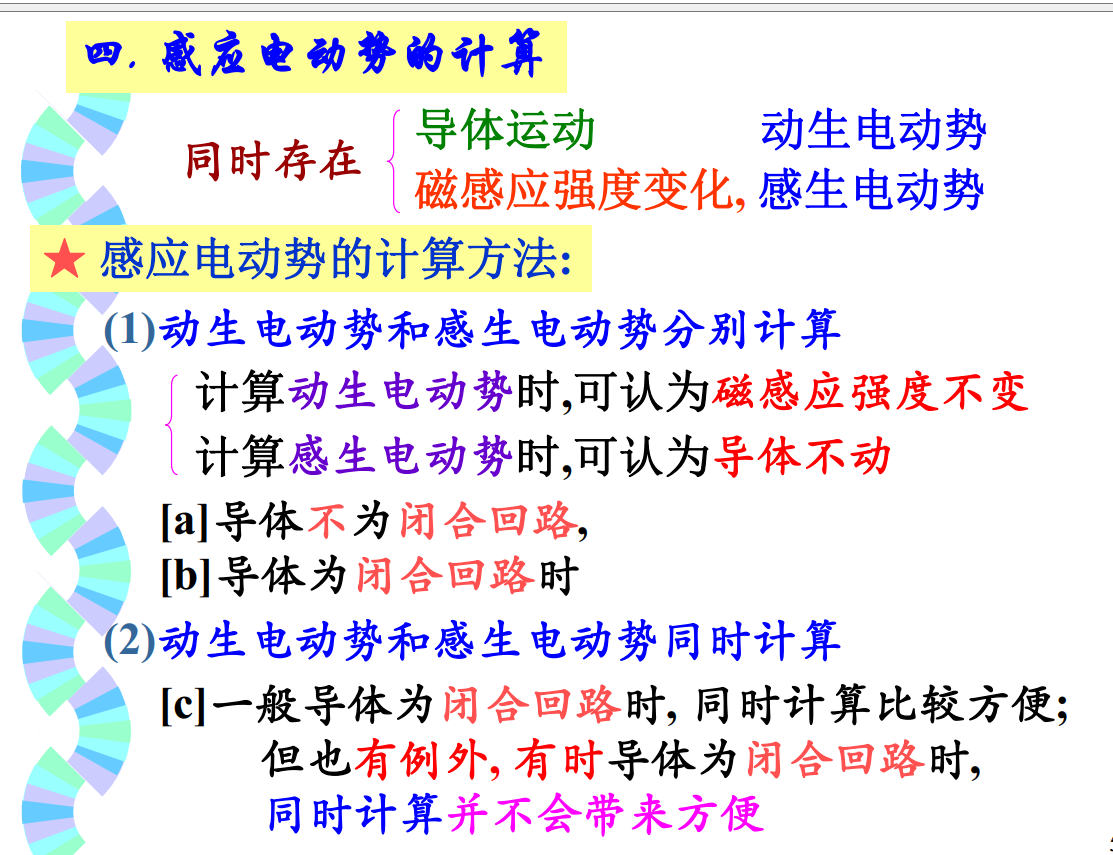 四. 感应电动势的计算
同时存在
导体运动 动生电动势
磁感应强度变化, 感生电动势
★ 感应电动势的计算方法:
(1)动生电动势和感生电动势分别计算
计算动生电动势时,可认为磁感应强度不变
计算感生电动势时,可认为导体不动
[a]导体不为闭合回路,
[b]导体为闭合回路时
(2)动生电动势和感生电动势同时计算
[c]一般导体为闭合回路时, 同时计算比较方便;
但也有例外, 有时导体为闭合回路时,
同时计算并不会带来方便